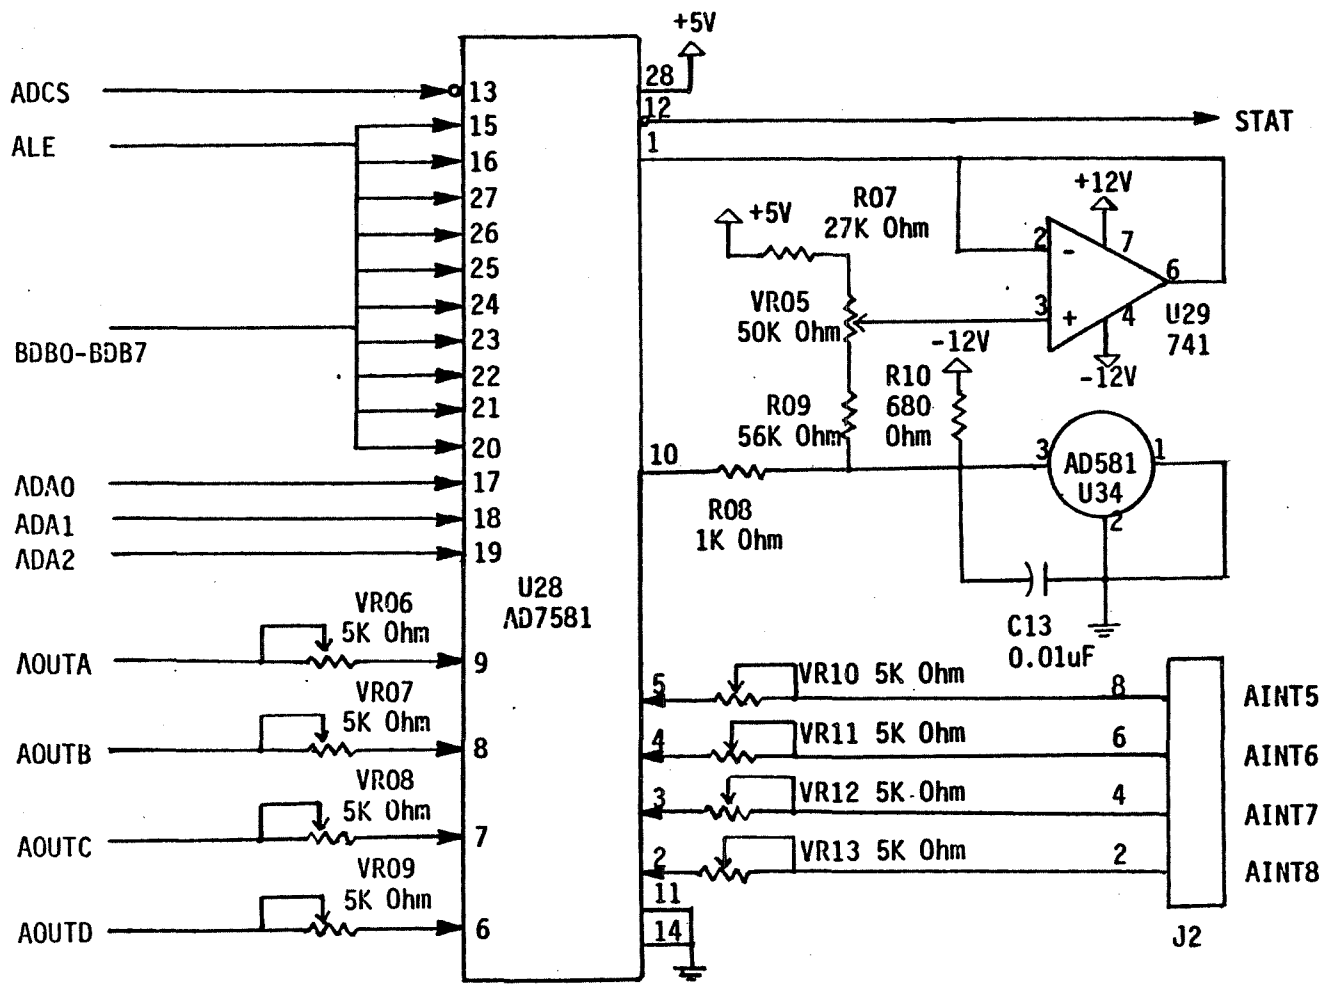 +5V
ADCS
13
28
12
STAT
ALE
15
1
16
27
26
25
24
23
22
21
20
+5V
R07
27K Ohm
+12V
2
-
7
6
VR05
50K Ohm
3
+
4
U29
741
-12V
-12V
BDB0-BDB7
R10
680
Ohm
R09
56K Ohm
10
3
AD581
U34
1
2
ADA0
17
ADA1
18
ADA2
19
R08
1K Ohm
U28
AD7581
C13
0.01uF
VR06
5K Ohm
AOUTA
9
VR07
5K Ohm
AOUTB
8
VR08
5K Ohm
AOUTC
7
VR09
5K Ohm
AOUTD
6
5
VR10 5K Ohm
8
AINT5
4
VR11 5K Ohm
6
AINT6
3
VR12 5K Ohm
4
AINT7
2
VR13 5K Ohm
2
AINT8
11
14
J2